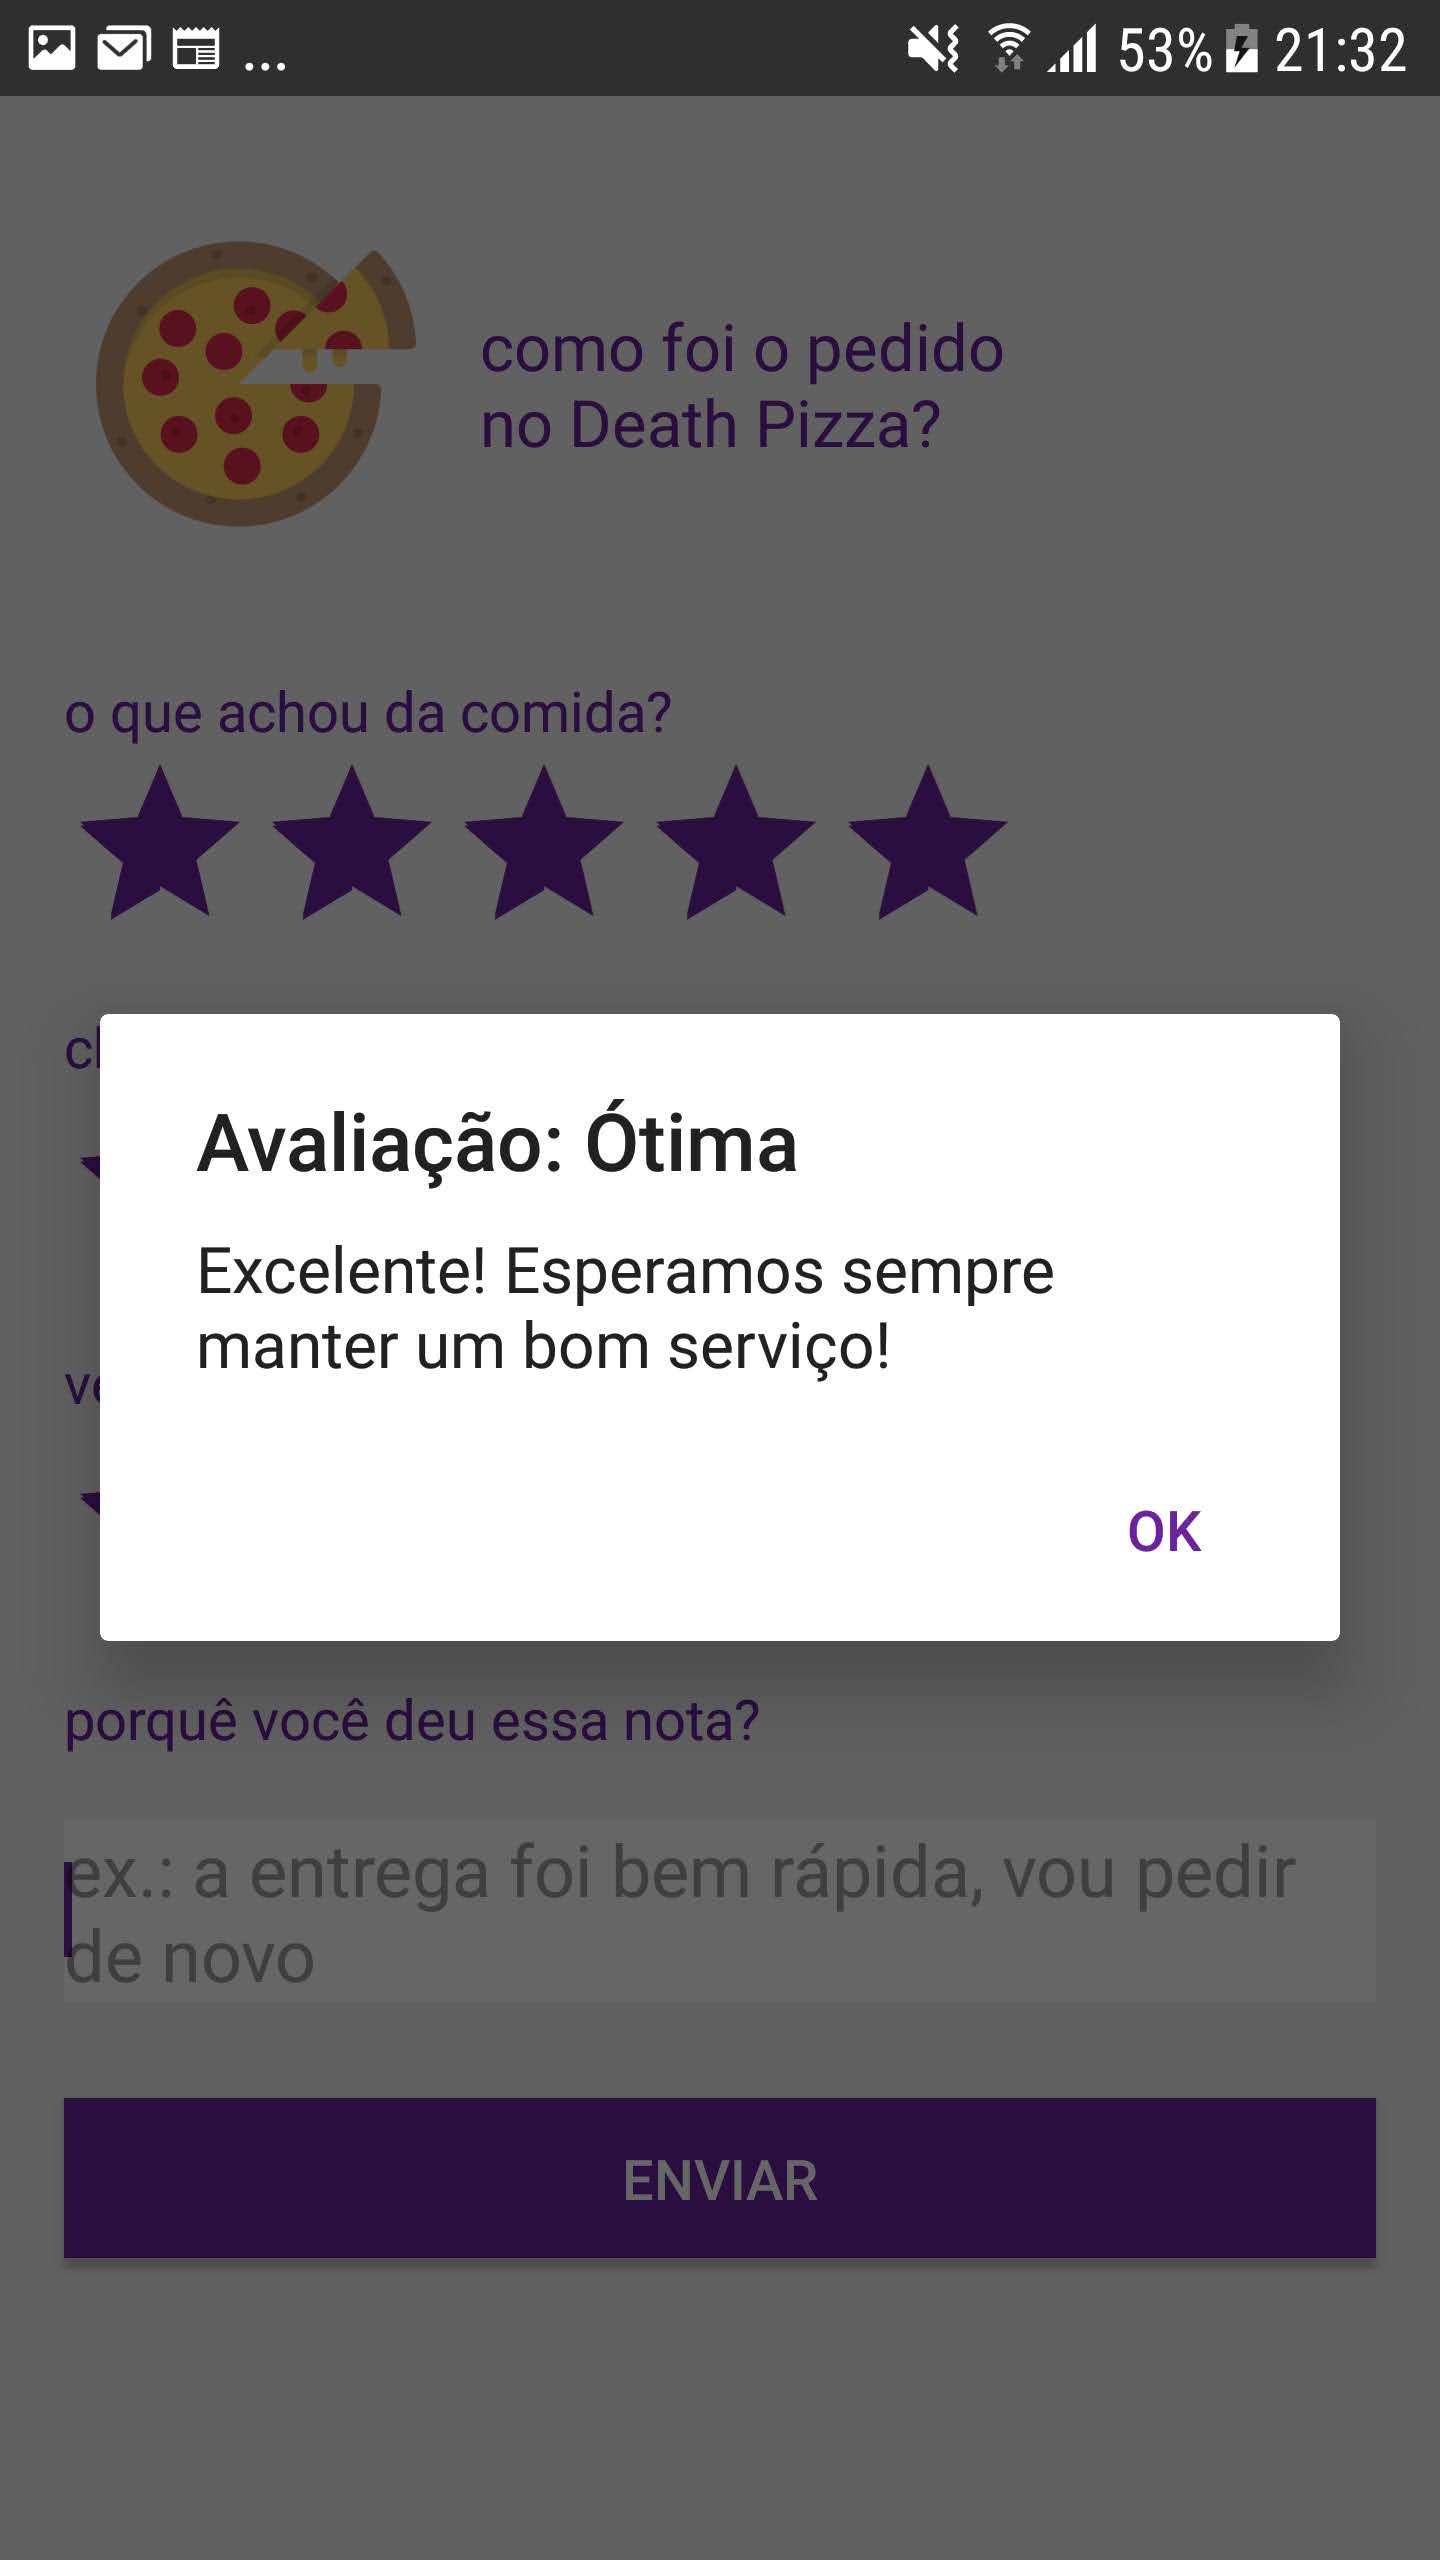 ... 53% 21:32
como foi o pedido
no Death Pizza?
o que achou da comida?
Avaliação: Ótima
Excelente! Esperamos sempre
manter um bom serviço!
OK
porquê você deu essa nota?
ex.: a entrega foi bem rápida, vou pedir
de novo
ENVIAR